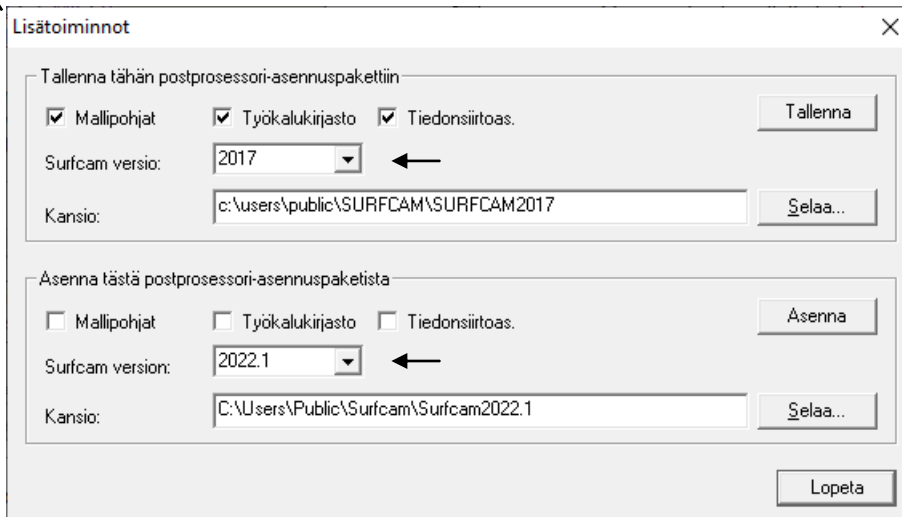 Lisätoiminnot
Tallenna tähän postprosessori-asennuspakettiin
Mallipohjat Työkalukirjasto Tiedonsiirtoas. Tallenna
Surfcam versio: 2017
Kansio: c:\users\public\SURFCAM\SURFCAM2017 Selaa...
Asenna tästä postprosessori-asennuspaketista
Mallipohjat Työkalukirjasto Tiedonsiirtoas. Asenna
Surfcam version: 2022.1
Kansio: C:\Users\Public\Surfcam\Surfcam2022.1 Selaa...
Lopeta